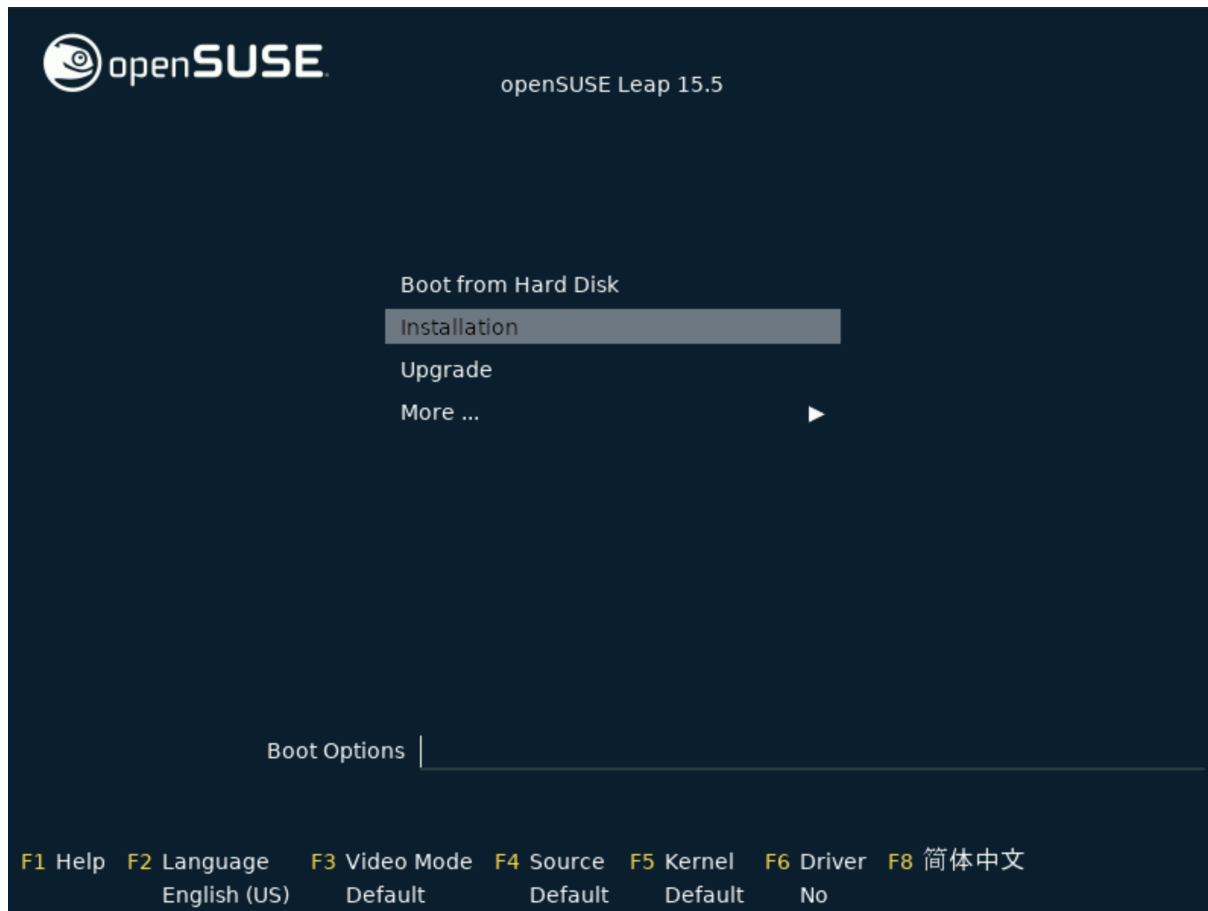 openSUSE.
openSUSE Leap 15.5
Boot from Hard Disk
Installation
Upgrade
More ...
Boot Options
F1 Help F2 Language F3 Video Mode F4 Source F5 Kernel F6 Driver F8 简体中文
English (US) Default Default Default No